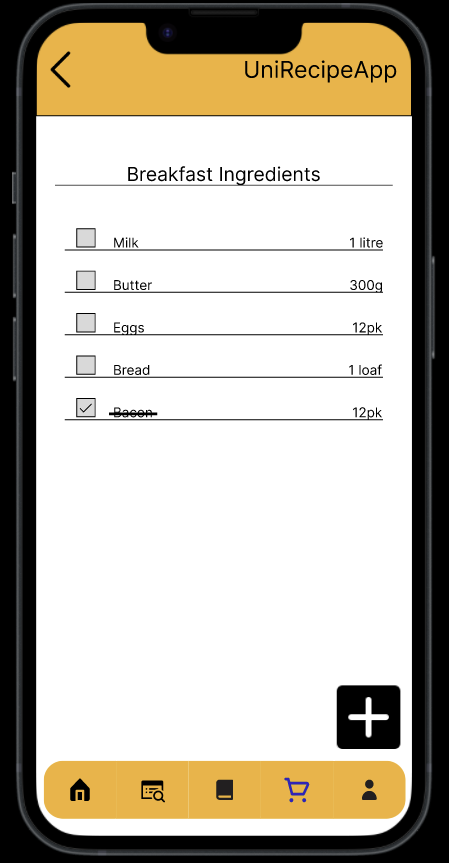 UniRecipeApp
Breakfast Ingredients
Milk 1 litre
Butter 300g
Eggs 12pk
Bread 1 loaf
Bacon 12pk